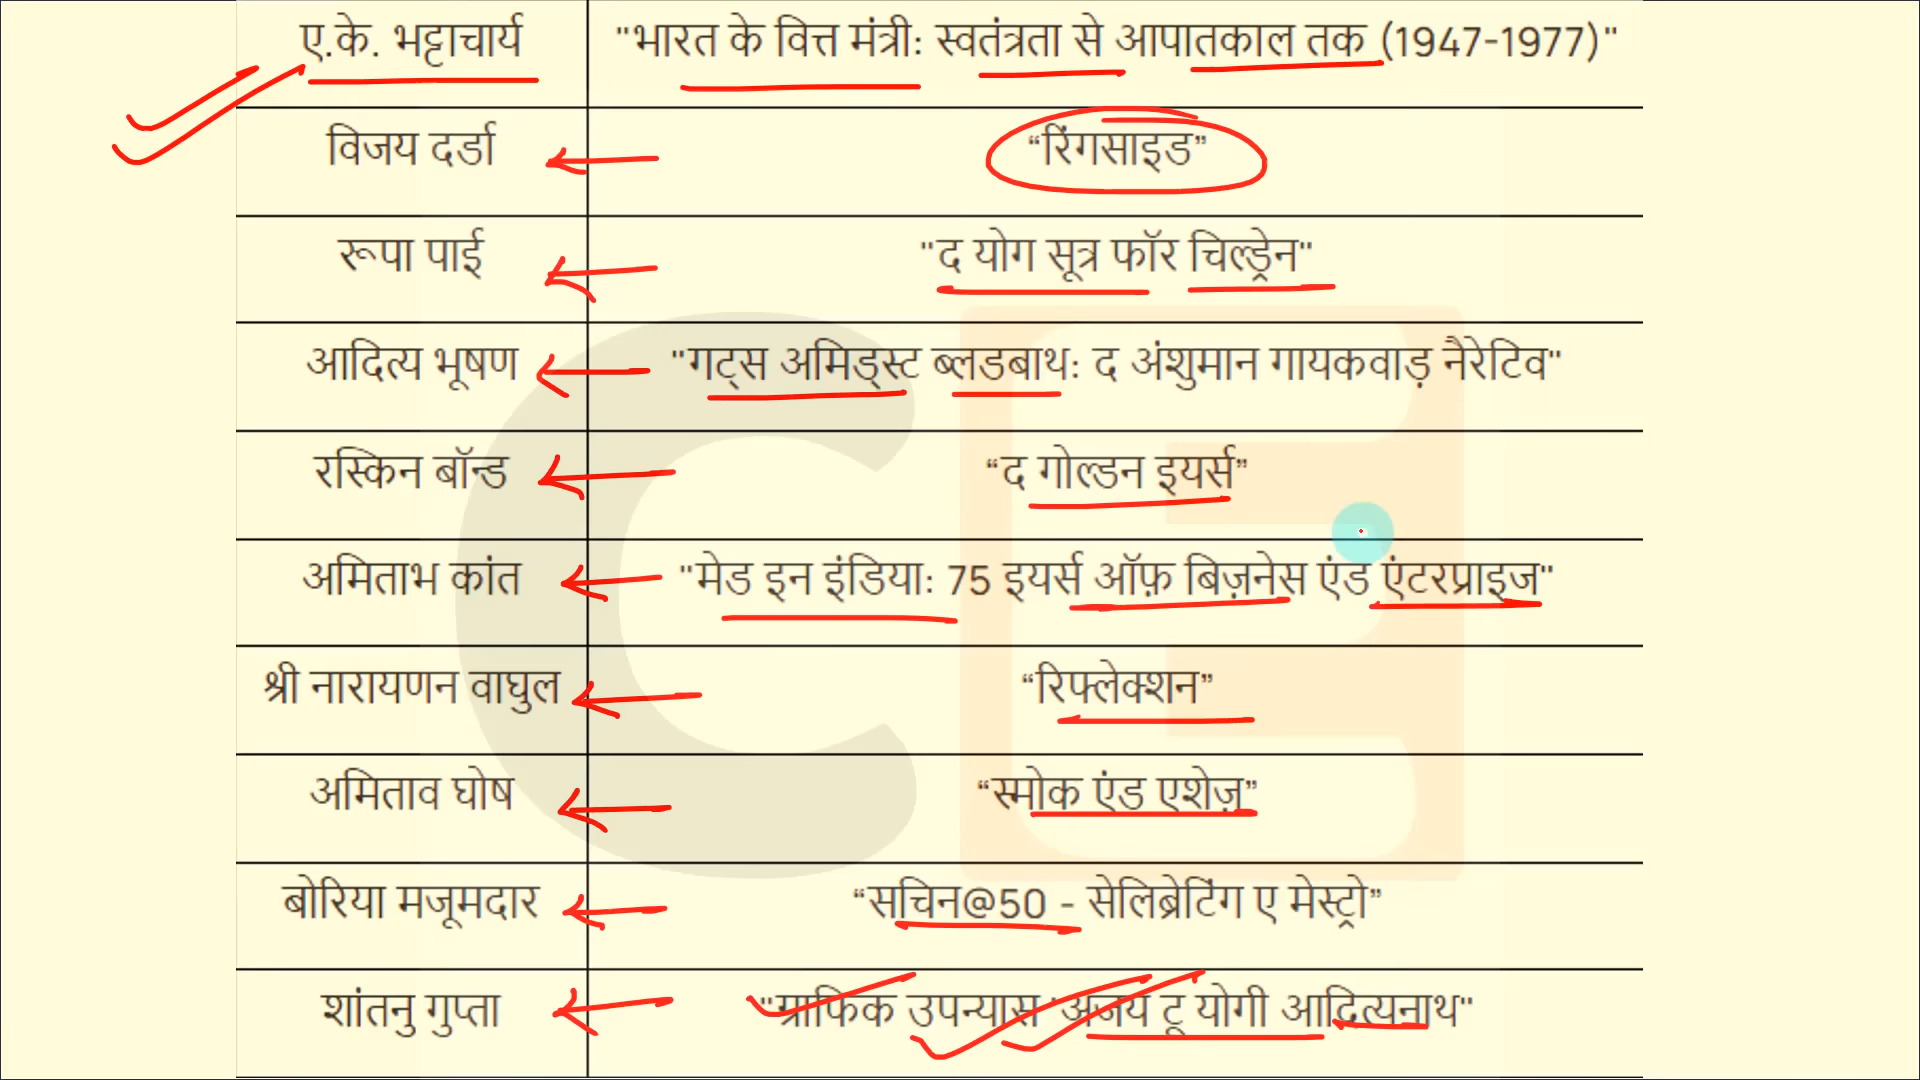 ए.के. भट्टाचार्य "भारत के वित्त मंत्री: स्वतंत्रता से आपातकाल तक (1947-1977)"
विजय दर्डा “रिंगसाइड”
रूपा पाई "द योग सूत्र फॉर चिल्ड्रेन"
आदित्य भूषण "गट्स अमिड्स्ट ब्लडबाथ: द अंशुमान गायकवाड़ नैरेटिव"
रस्किन बॉन्ड “द गोल्डन इयर्स”
अमिताभ कांत "मेड इन इंडिया: 75 इयर्स ऑफ़ बिज़नेस एंड एंटरप्राइज"
श्री नारायणन वाघुल “रिफ्लेक्शन”
अमिताव घोष “स्मोक एंड एशेज़”
बोरिया मजूमदार “सचिन@50 - सेलिब्रेटिंग ए मेस्ट्रो”
शांतनु गुप्ता "ग्राफिक उपन्यास 'अजय टू योगी आदित्यनाथ"
CE